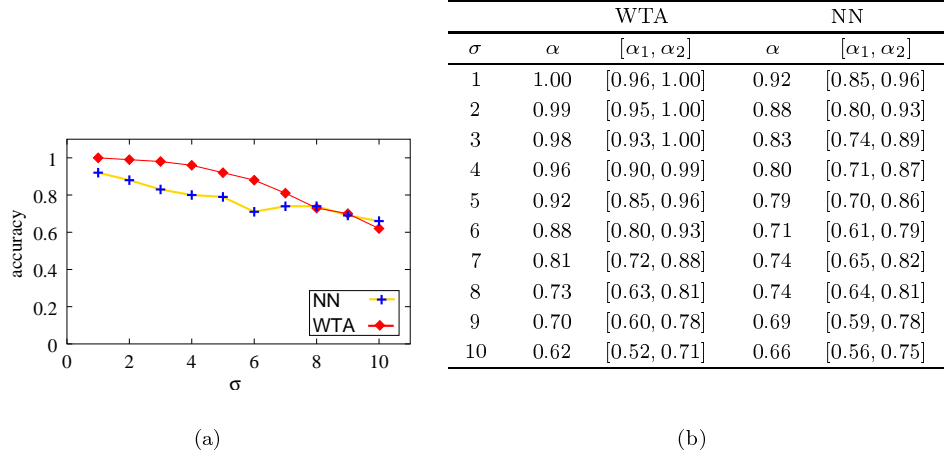 1
0.8
0.6
0.4
0.2
0
accuracy
NN
WTA
0 2 4 6 8 10
σ
(a)
WTA NN
σ α [α1, α2] α [α1, α2]
1 1.00 [0.96, 1.00] 0.92 [0.85, 0.96]
2 0.99 [0.95, 1.00] 0.88 [0.80, 0.93]
3 0.98 [0.93, 1.00] 0.83 [0.74, 0.89]
4 0.96 [0.90, 0.99] 0.80 [0.71, 0.87]
5 0.92 [0.85, 0.96] 0.79 [0.70, 0.86]
6 0.88 [0.80, 0.93] 0.71 [0.61, 0.79]
7 0.81 [0.72, 0.88] 0.74 [0.65, 0.82]
8 0.73 [0.63, 0.81] 0.74 [0.64, 0.81]
9 0.70 [0.60, 0.78] 0.69 [0.59, 0.78]
10 0.62 [0.52, 0.71] 0.66 [0.56, 0.75]
(b)